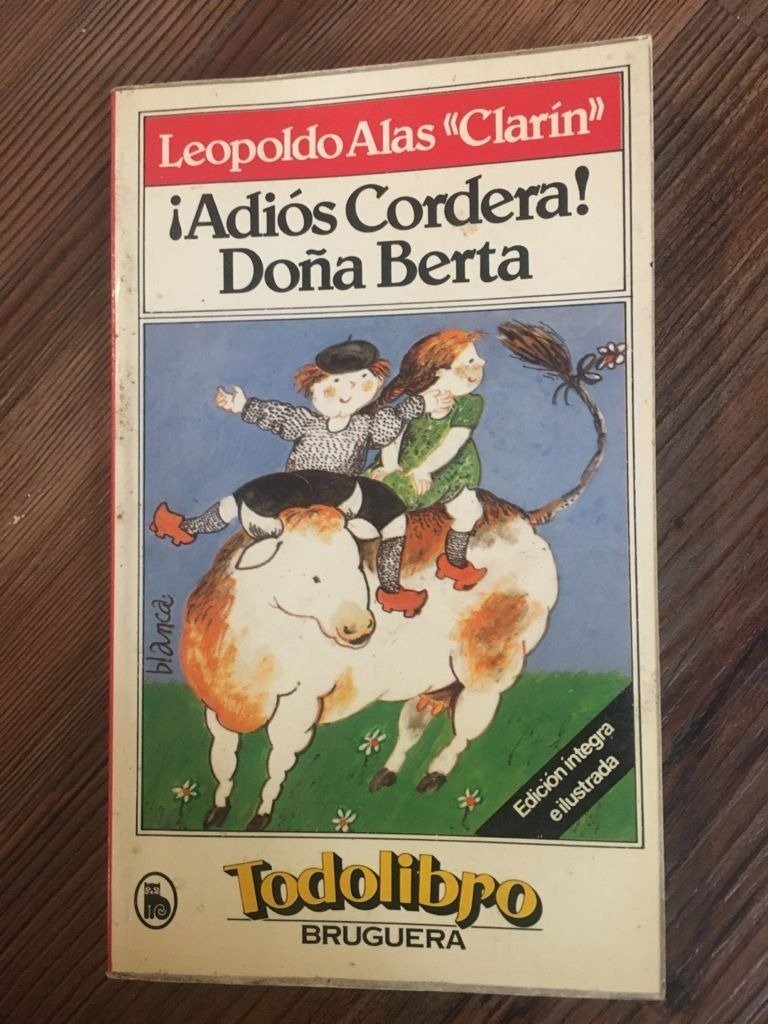 Leopoldo Alas «Clarín»
¡Adiós Cordera!
Doña Berta
blanca
Edición íntegra
e ilustrada
Todolibro
BRUGUERA